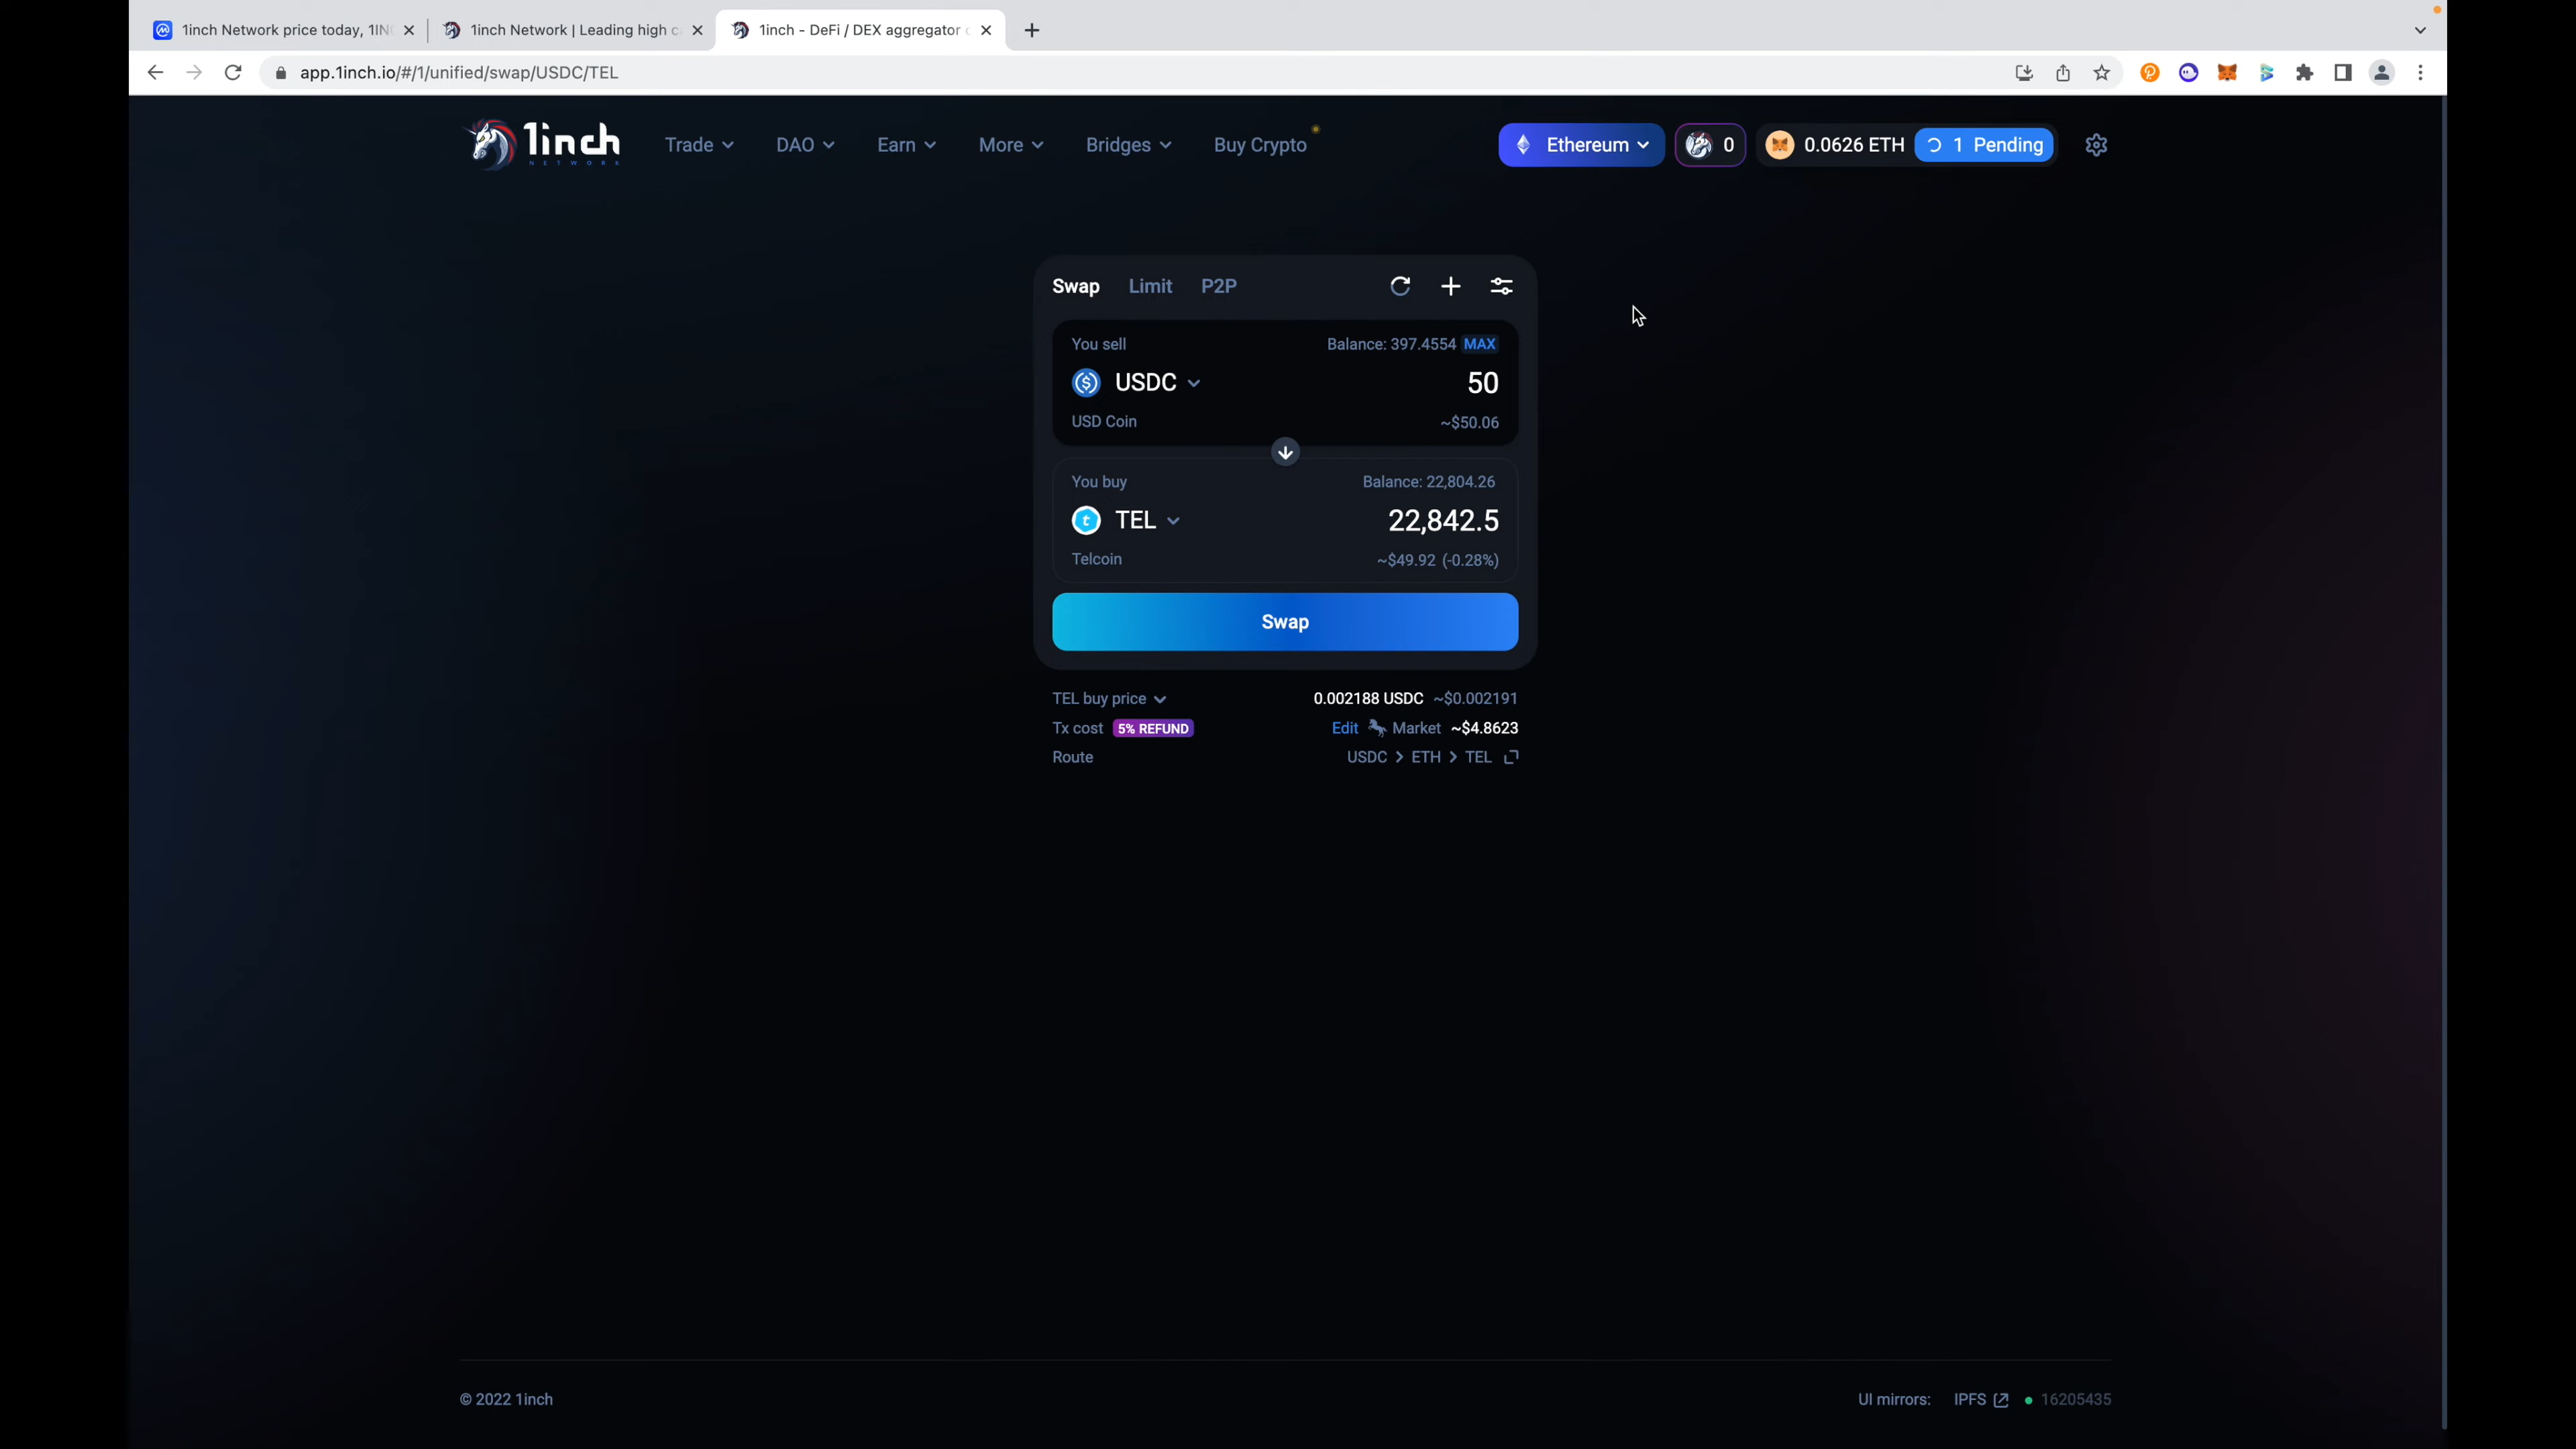 1inch Network price today, 1IN
1inch Network | Leading high c
1inch - DeFi / DEX aggregator
app.1inch.io/#/1/unified/swap/USDC/TEL
1inch
NETWORK
Trade
DAO
Earn
More
Bridges
Buy Crypto
Ethereum
0
0.0626 ETH
1 Pending
Swap Limit P2P
You sell Balance: 397.4554 MAX
USDC 50
USD Coin ~$50.06
You buy Balance: 22,804.26
TEL 22,842.5
Telcoin ~$49.92 (-0.28%)
Swap
TEL buy price 0.002188 USDC ~$0.002191
Tx cost 5% REFUND Edit Market ~$4.8623
Route USDC > ETH > TEL
© 2022 1inch
UI mirrors: IPFS 16205435